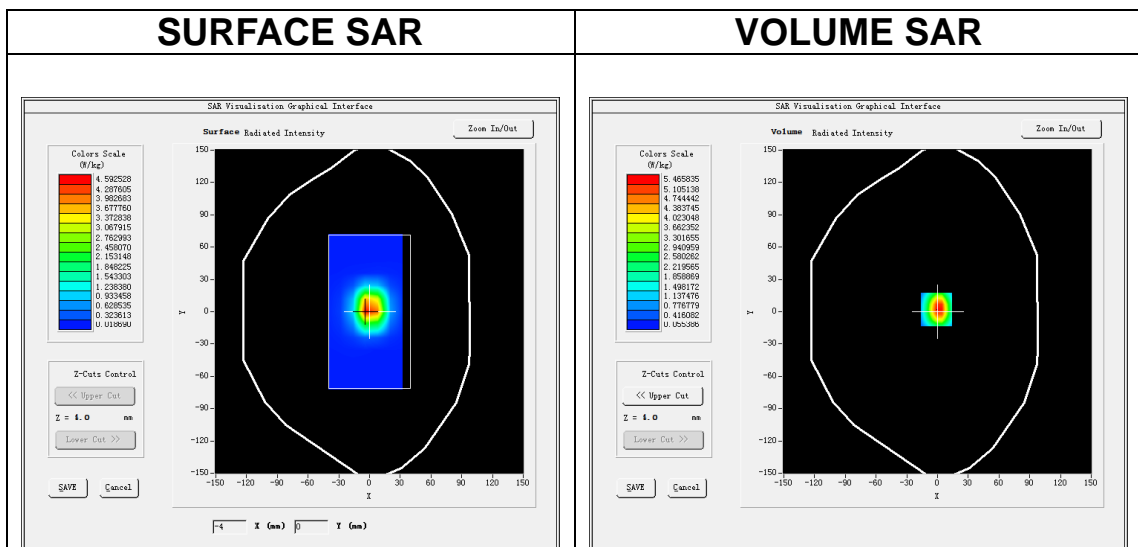 SURFACE SAR
SAR Visualisation Graphical Interface
Surface Radiated Intensity
Zoom In/Out
Colors Scale
(W/kg)
4.592528
4.287605
3.982683
3.677760
3.372838
3.067915
2.762993
2.458070
2.153148
1.848225
1.543303
1.238380
0.933458
0.628535
0.323613
0.018690
Z-Cuts Control
<< Upper Cut
Z = 4.0 mm
Lower Cut >>
SAVE Cancel
150
120
90
60
30
0
-30
-60
-90
-120
-150
Y
-150 -120 -90 -60 -30 0 30 60 90 120 150
X
-4 X (mm) 0 Y (mm)
VOLUME SAR
SAR Visualisation Graphical Interface
Volume Radiated Intensity
Zoom In/Out
Colors Scale
(W/kg)
5.465835
5.105138
4.744442
4.383745
4.023048
3.662352
3.301655
2.940959
2.580262
2.219565
1.858869
1.498172
1.137476
0.776779
0.416082
0.055386
Z-Cuts Control
<< Upper Cut
Z = 4.0 mm
Lower Cut >>
SAVE Cancel
150
120
90
60
30
0
-30
-60
-90
-120
-150
Y
-150 -120 -90 -60 -30 0 30 60 90 120 150
X